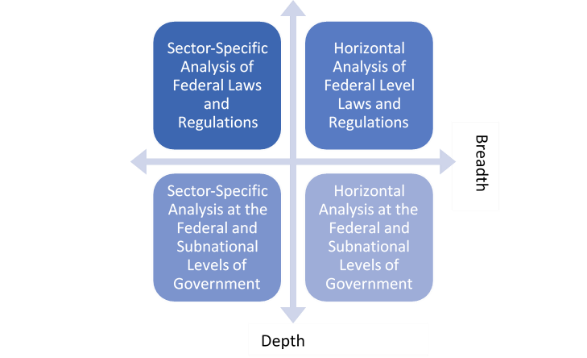 Sector-Specific
Analysis of
Federal Laws
and
Regulations
Horizontal
Analysis of
Federal Level
Laws and
Regulations
Breadth
Sector-Specific
Analysis at the
Federal and
Subnational
Levels of
Government
Horizontal
Analysis at the
Federal and
Subnational
Levels of
Government
Depth